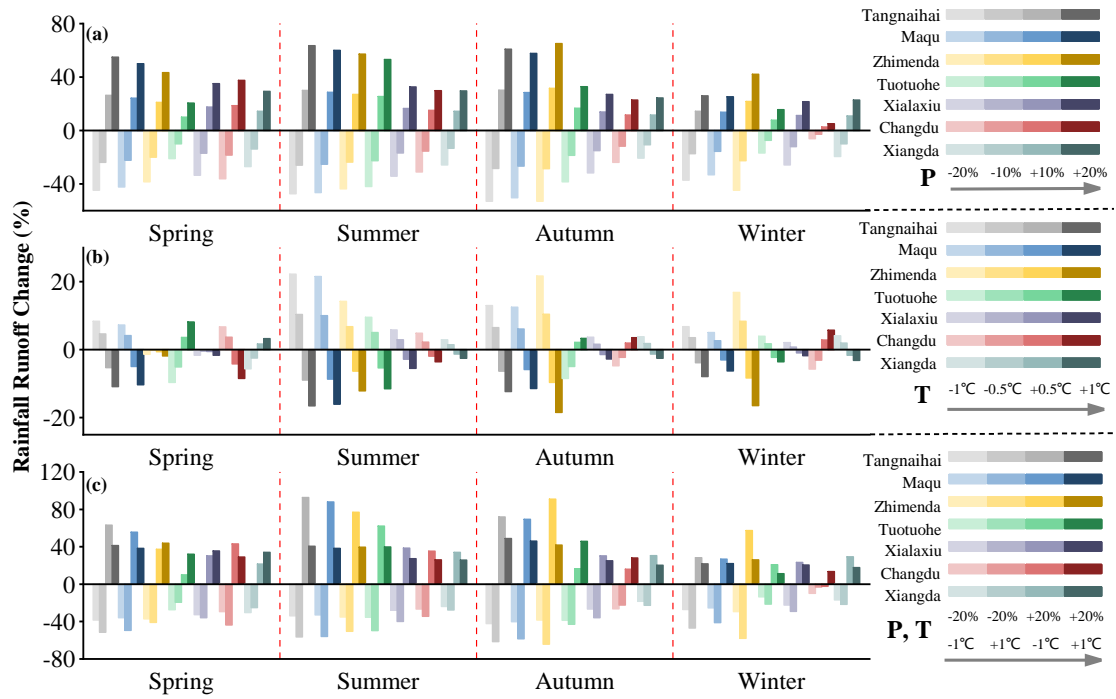 Rainfall Runoff Change (%)
(a)
80
40
0
-40
Spring Summer Autumn Winter
Tangnaihai
Maqu
Zhimenda
Tuotuohe
Xialaxiu
Changdu
Xiangda
P -20% -10% +10% +20%
(b)
20
0
-20
Spring Summer Autumn Winter
Tangnaihai
Maqu
Zhimenda
Tuotuohe
Xialaxiu
Changdu
Xiangda
T -1℃ -0.5℃ +0.5℃ +1℃
(c)
120
80
40
0
-40
-80
Spring Summer Autumn Winter
Tangnaihai
Maqu
Zhimenda
Tuotuohe
Xialaxiu
Changdu
Xiangda
P, T
-20% -20% +20% +20%
-1℃ +1℃ -1℃ +1℃